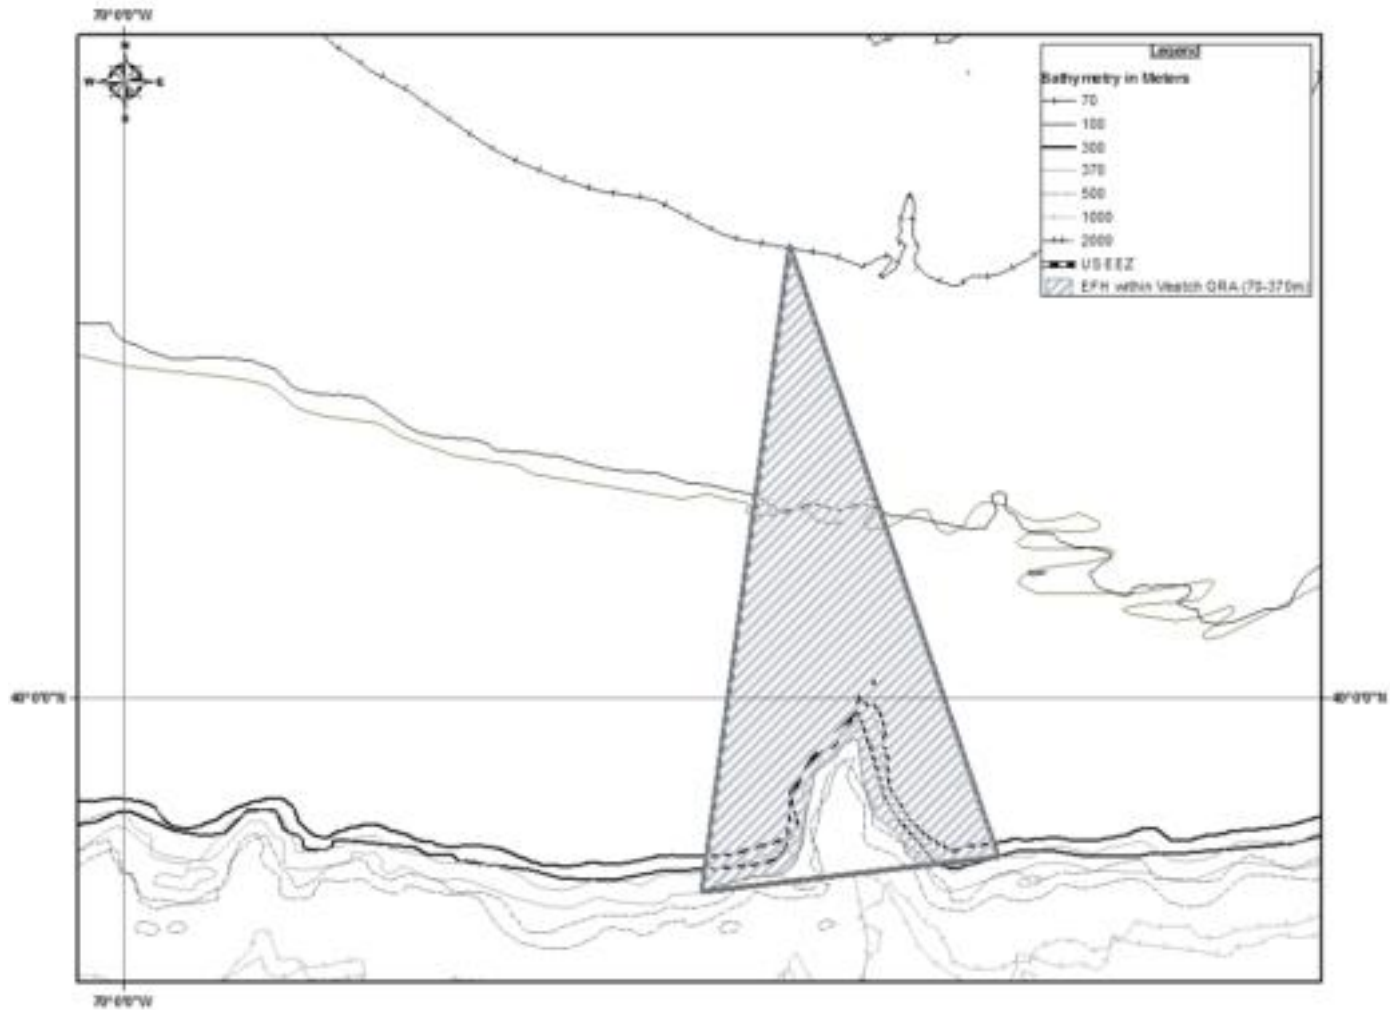 70°0'0"W
N
W E
S
Legend
Bathymetry in Meters
70
100
300
370
500
1000
2000
US EEZ
EFH within Veatch GRA (70-370m)
40°0'0"N 40°0'0"N
70°0'0"W